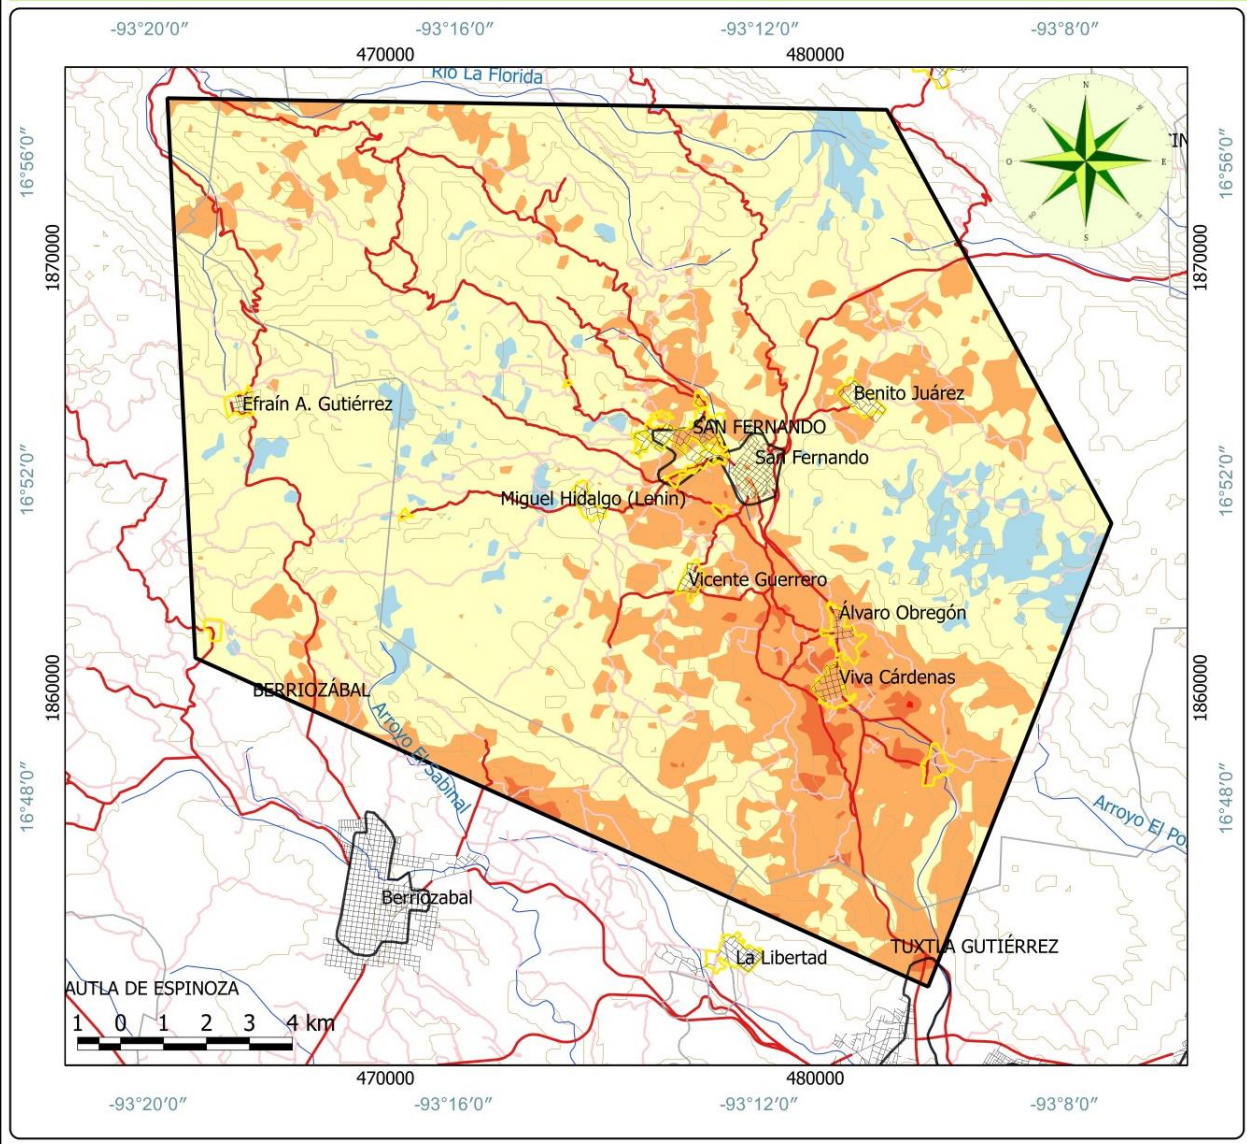 -93°20′0″ -93°16′0″ -93°12′0″ -93°8′0″
470000 480000
Río La Florida
N
NE
E
SE
S
SO
O
NO
16°56′0″ 16°56′0″
1870000 1870000
Efraín A. Gutiérrez
Benito Juárez
SAN FERNANDO
San Fernando
16°52′0″ 16°52′0″
Miguel Hidalgo (Lenin)
Vicente Guerrero
Álvaro Obregón
Viva Cárdenas
1860000 1860000
BERRIOZÁBAL
Arroyo El Sabinal
16°48′0″ 16°48′0″
Arroyo El Po
Berriozabal
TUXTLA GUTIÉRREZ
La Libertad
AUTLA DE ESPINOZA
1 0 1 2 3 4 km
470000 480000
-93°20′0″ -93°16′0″ -93°12′0″ -93°8′0″